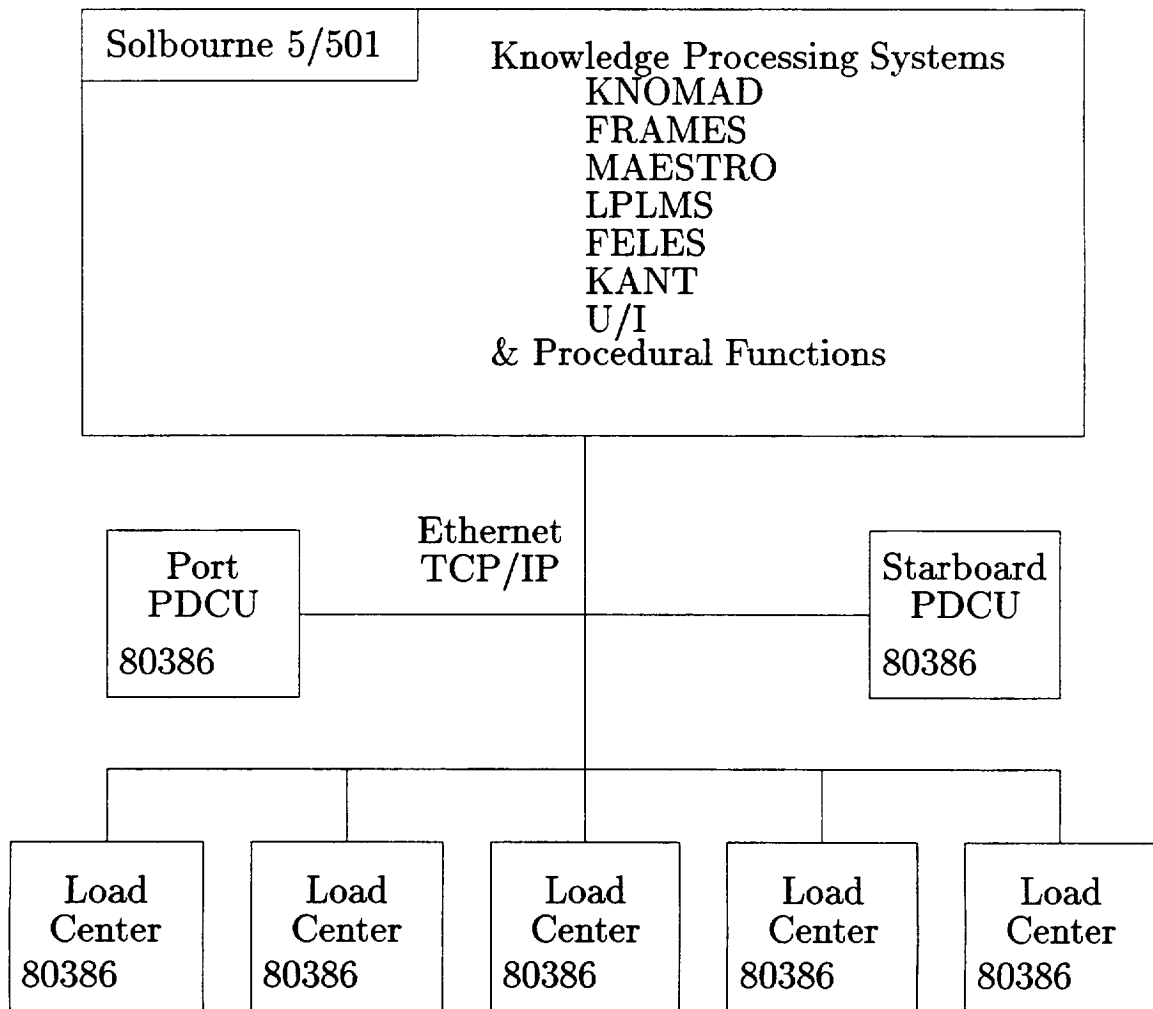 Solbourne 5/501
Knowledge Processing Systems
KNOMAD
FRAMES
MAESTRO
LPLMS
FELES
KANT
U/I
& Procedural Functions
Ethernet
TCP/IP
Port
PDCU
80386
Starboard
PDCU
80386
Load
Center
80386
Load
Center
80386
Load
Center
80386
Load
Center
80386
Load
Center
80386